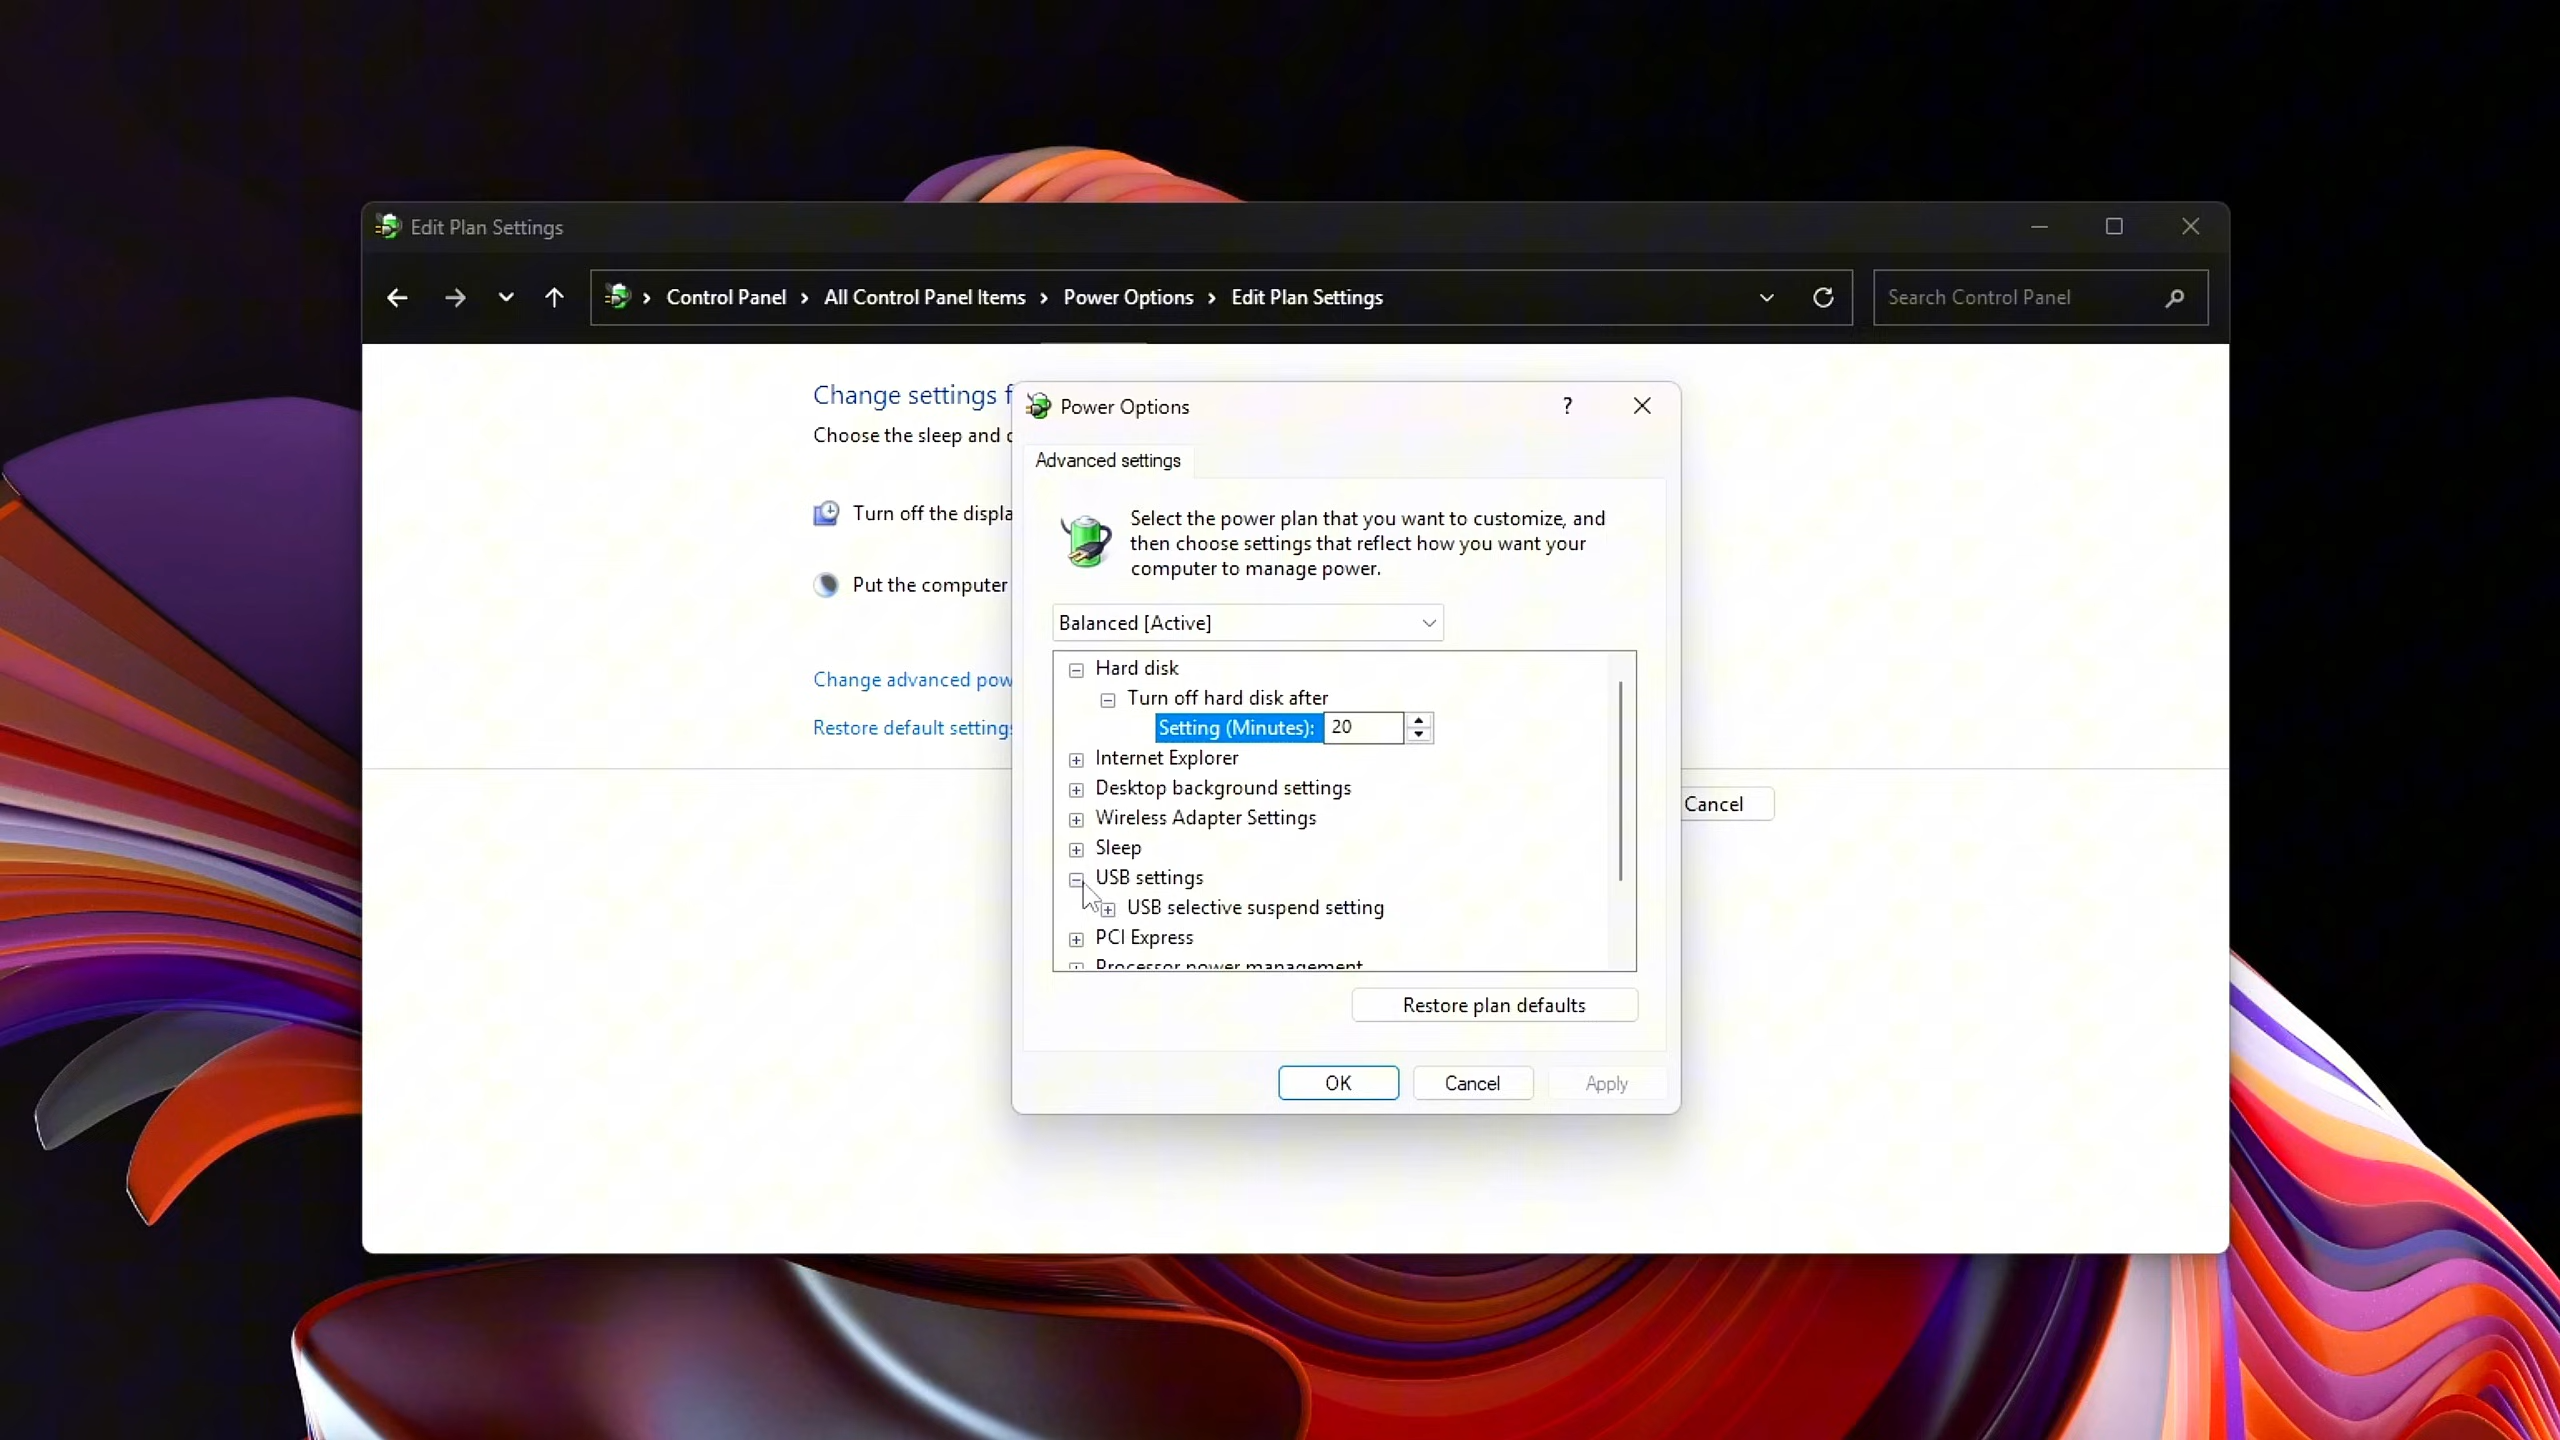 Edit Plan Settings
Control Panel › All Control Panel Items › Power Options › Edit Plan Settings
Search Control Panel
Change settings f
Choose the sleep and
Turn off the displa
Put the computer
Change advanced pow
Restore default settings
Cancel
Power Options
?
Advanced settings
Select the power plan that you want to customize, and
then choose settings that reflect how you want your
computer to manage power.
Balanced [Active]
Hard disk
Turn off hard disk after
Setting (Minutes): 20
Internet Explorer
Desktop background settings
Wireless Adapter Settings
Sleep
USB settings
USB selective suspend setting
PCI Express
Processor power management
Restore plan defaults
OK
Cancel
Apply